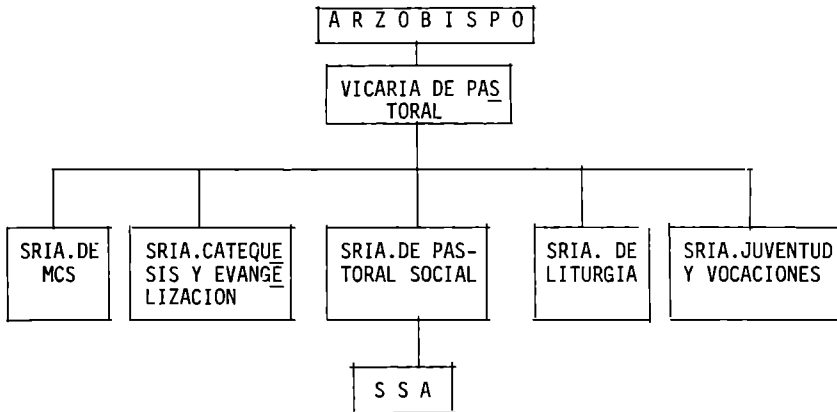 A R Z O B I S P O
VICARIA DE PAS
TORAL
SRIA.DE
MCS
SRIA.CATEQUE
SIS Y EVANGE
LIZACION
SRIA.DE PAS-
TORAL SOCIAL
SRIA. DE
LITURGIA
SRIA.JUVENTUD
Y VOCACIONES
S S A